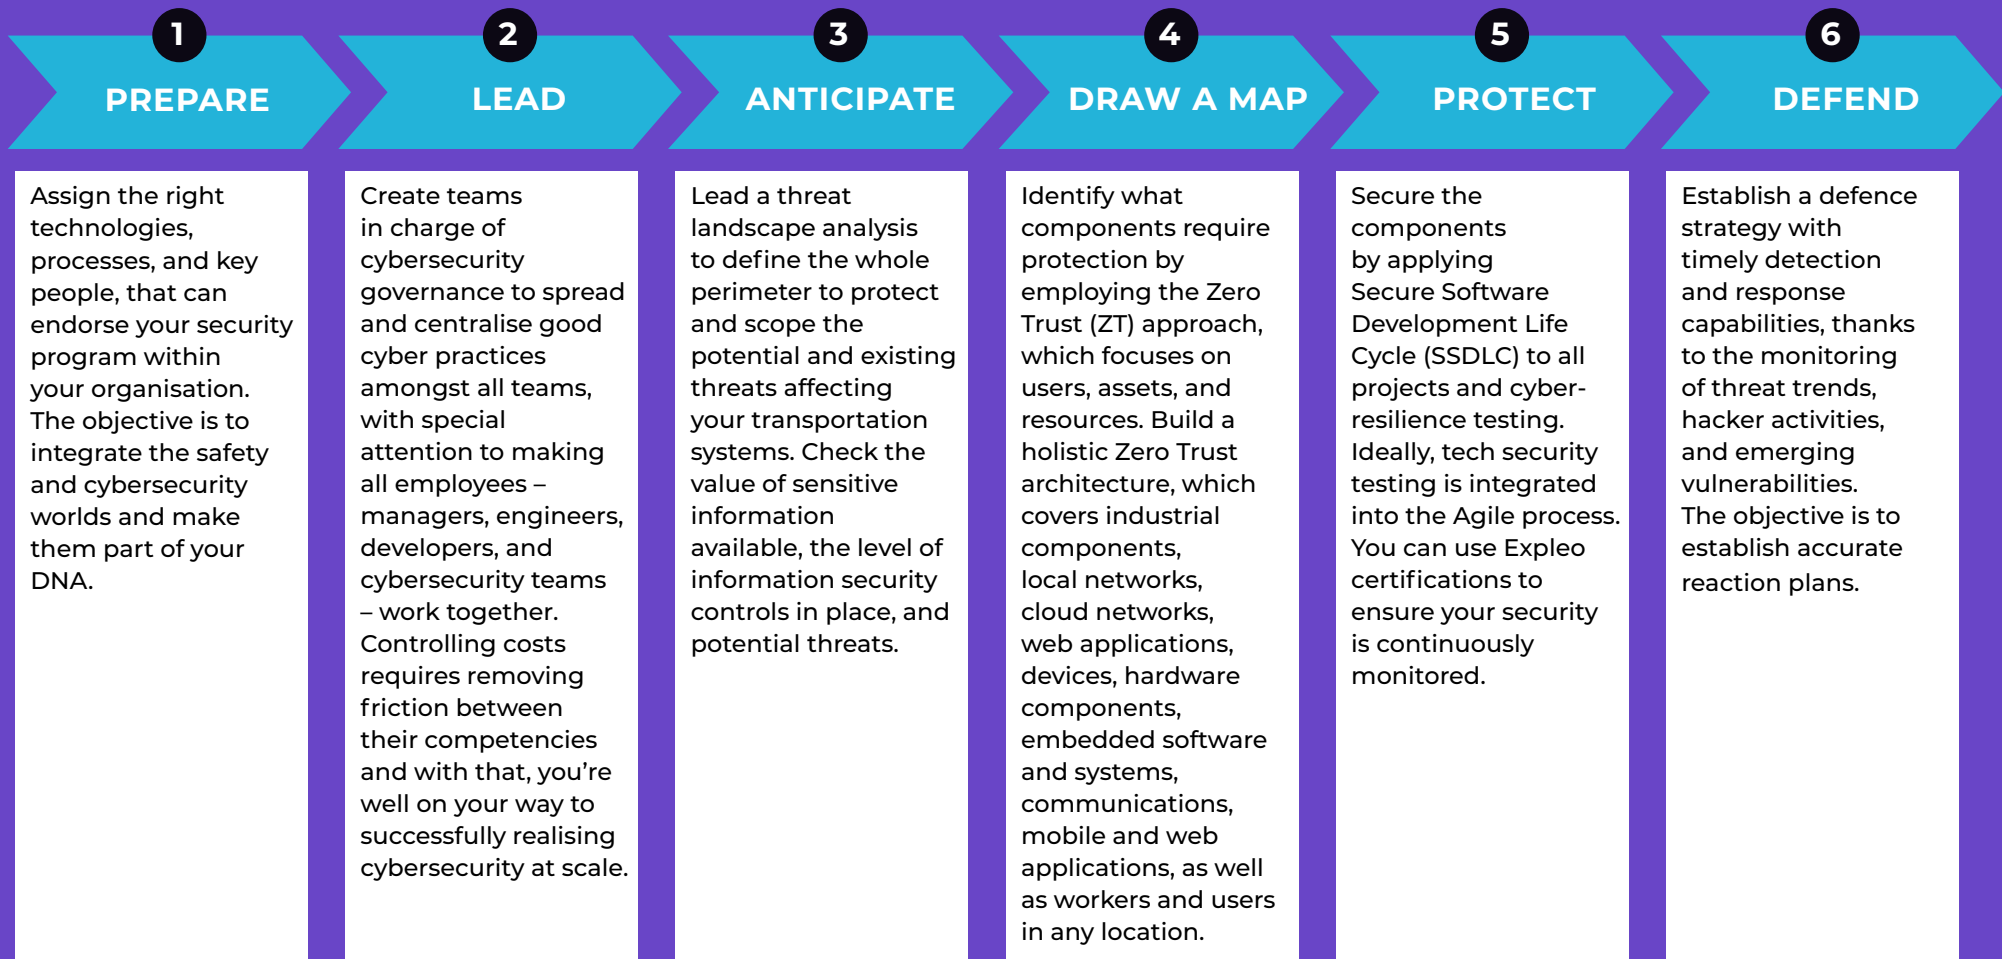 1
PREPARE
Assign the right
technologies,
processes, and key
people, that can
endorse your security
program within
your organisation.
The objective is to
integrate the safety
and cybersecurity
worlds and make
them part of your
DNA.
2
LEAD
Create teams
in charge of
cybersecurity
governance to spread
and centralise good
cyber practices
amongst all teams,
with special
attention to making
all employees –
managers, engineers,
developers, and
cybersecurity teams
– work together.
Controlling costs
requires removing
friction between
their competencies
and with that, you’re
well on your way to
successfully realising
cybersecurity at scale.
3
ANTICIPATE
Lead a threat
landscape analysis
to define the whole
perimeter to protect
and scope the
potential and existing
threats affecting
your transportation
systems. Check the
value of sensitive
information
available, the level of
information security
controls in place, and
potential threats.
4
DRAW A MAP
Identify what
components require
protection by
employing the Zero
Trust (ZT) approach,
which focuses on
users, assets, and
resources. Build a
holistic Zero Trust
architecture, which
covers industrial
components,
local networks,
cloud networks,
web applications,
devices, hardware
components,
embedded software
and systems,
communications,
mobile and web
applications, as well
as workers and users
in any location.
5
PROTECT
Secure the
components
by applying
Secure Software
Development Life
Cycle (SSDLC) to all
projects and cyber-
resilience testing.
Ideally, tech security
testing is integrated
into the Agile process.
You can use Expleo
certifications to
ensure your security
is continuously
monitored.
6
DEFEND
Establish a defence
strategy with
timely detection
and response
capabilities, thanks
to the monitoring
of threat trends,
hacker activities,
and emerging
vulnerabilities.
The objective is to
establish accurate
reaction plans.